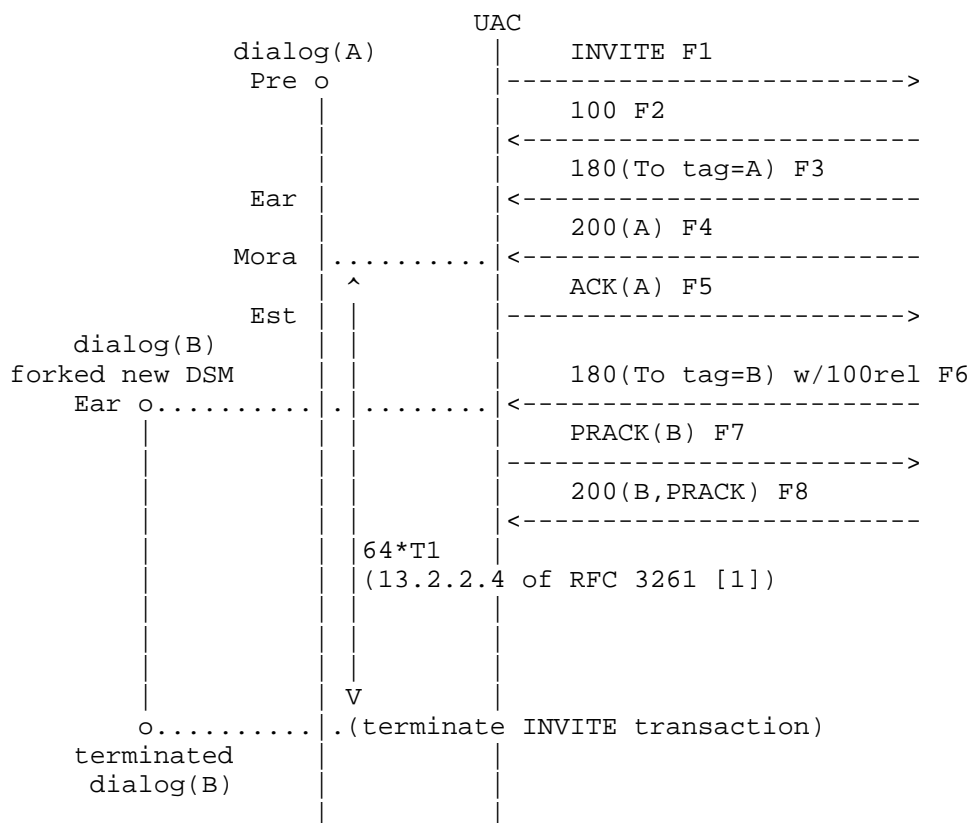 UAC
dialog(A) INVITE F1
Pre o
100 F2
180(To tag=A) F3
Ear
200(A) F4
Mora
ACK(A) F5
Est
dialog(B)
forked new DSM 180(To tag=B) w/100rel F6
Ear o
PRACK(B) F7
200(B,PRACK) F8
64*T1
(13.2.2.4 of RFC 3261 [1])
V
o (terminate INVITE transaction)
terminated
dialog(B)